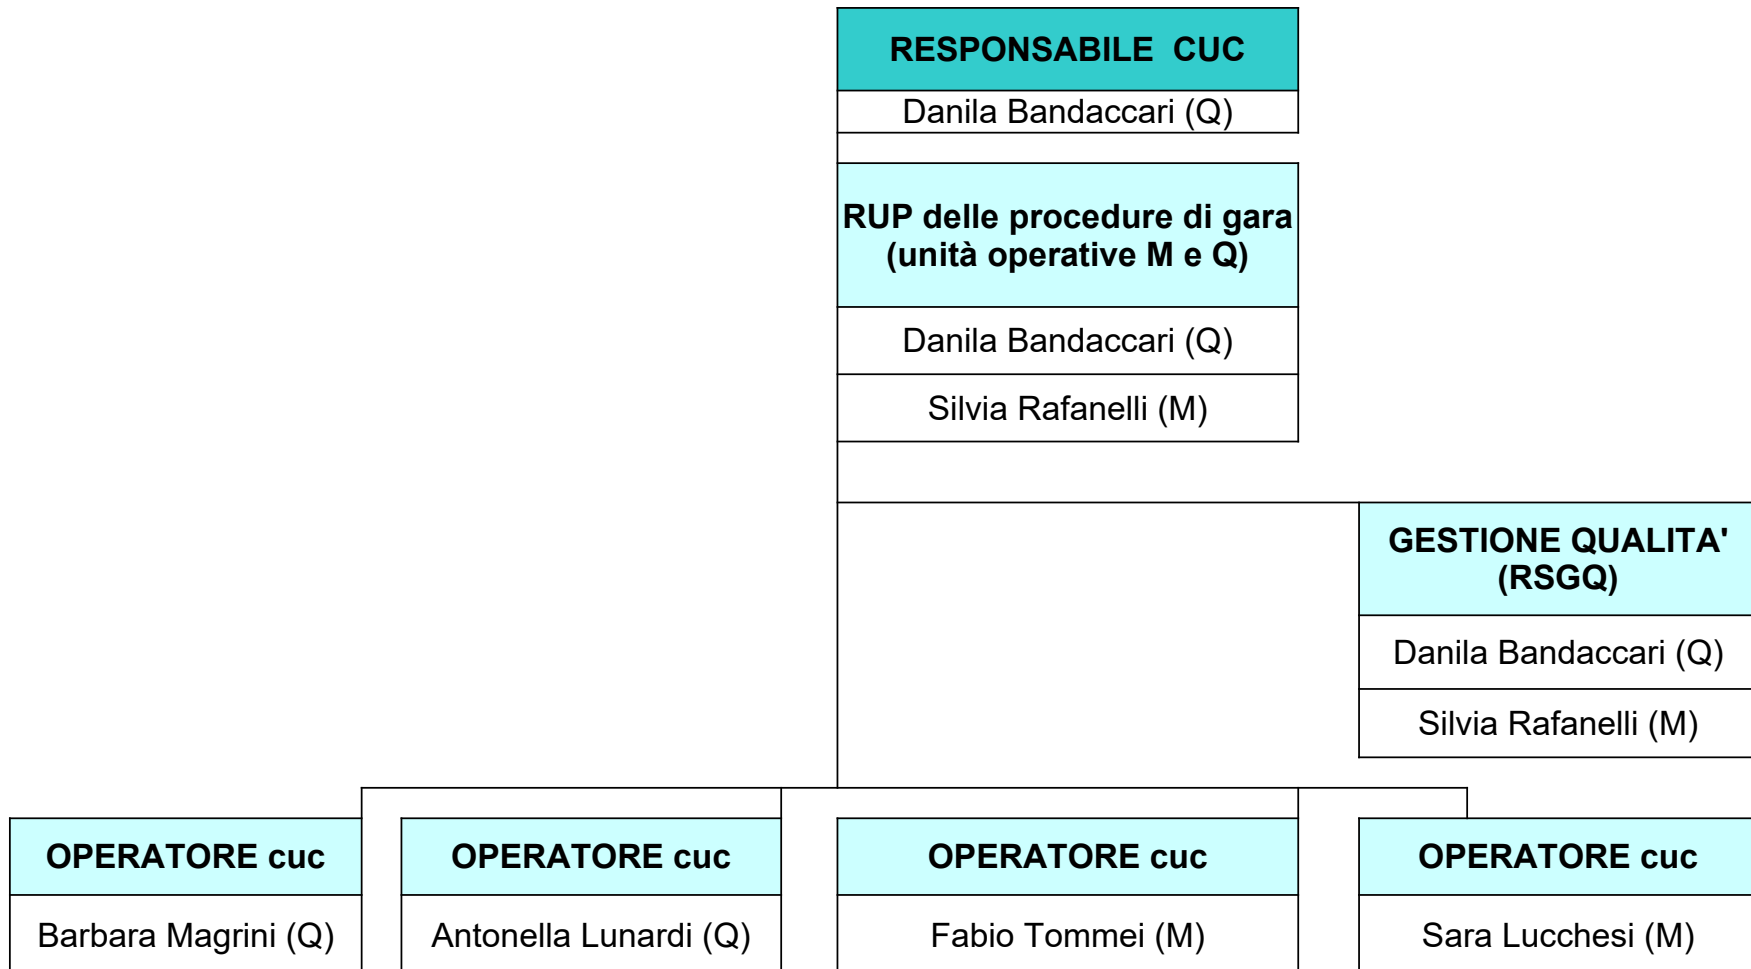 RESPONSABILE  CUC
Danila Bandaccari (Q)
RUP delle procedure di gara
(unità operative M e Q)
Danila Bandaccari (Q)
Silvia Rafanelli (M)
GESTIONE QUALITA'
(RSGQ)
Danila Bandaccari (Q)
Silvia Rafanelli (M)
OPERATORE cuc
Barbara Magrini (Q)
OPERATORE cuc
Antonella Lunardi (Q)
OPERATORE cuc
Fabio Tommei (M)
OPERATORE cuc
Sara Lucchesi (M)